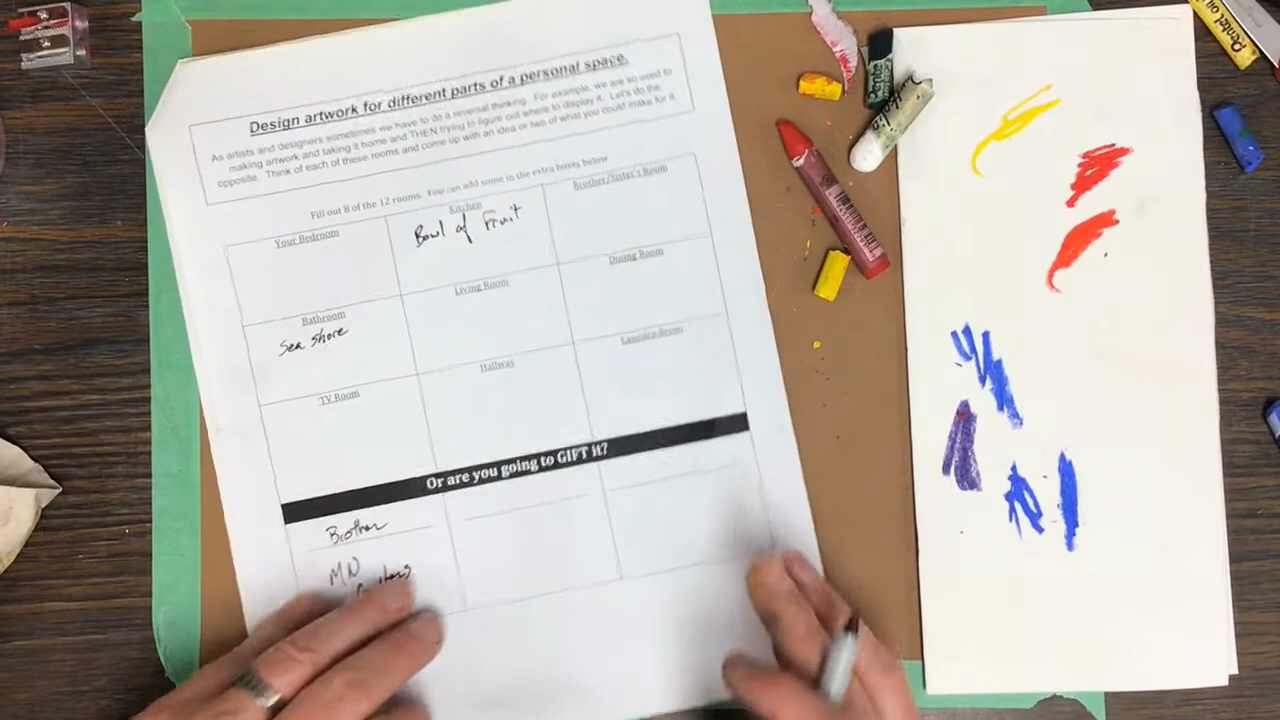 Design artwork for different parts of a personal space.
As artists and designers sometimes we have to do a reversal thinking. For example, we are so used to
making artwork and taking it home and THEN trying to figure out where to display it. Let's do the
opposite. Think of each of these rooms and come up with an idea or two of what you could make for it.
Fill out 8 of the 12 rooms. You can add some in the extra boxes below
Your Bedroom
Kitchen
Brother/Sister's Room
Bowl of Fruit
Bathroom
Living Room
Dining Room
Sea shore
TV Room
Hallway
Laundry Room
Or are you going to GIFT it?
Brother
MN
Pentel
Pentel oil